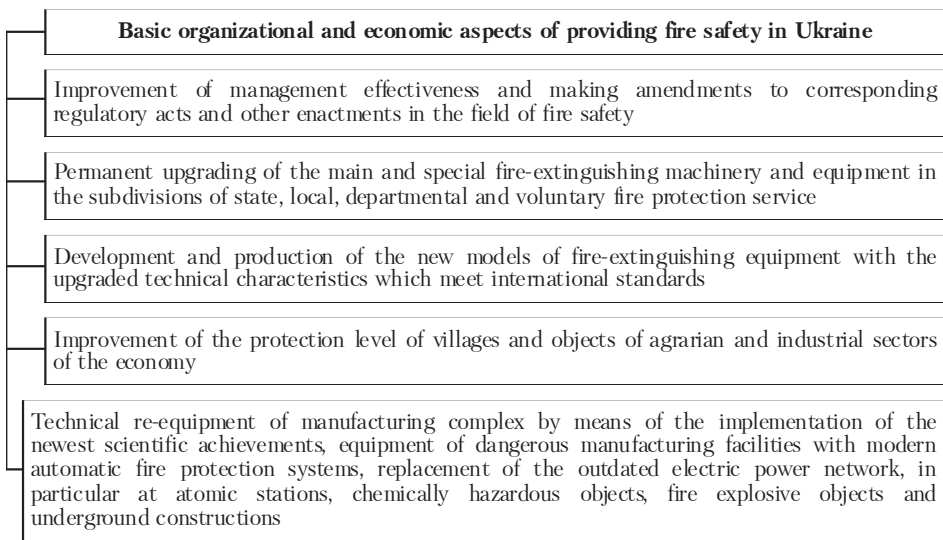 Basic organizational and economic aspects of providing fire safety in Ukraine
Improvement of management effectiveness and making amendments to corresponding
regulatory acts and other enactments in the field of fire safety
Permanent upgrading of the main and special fire-extinguishing machinery and equipment in
the subdivisions of state, local, departmental and voluntary fire protection service
Development and production of the new models of fire-extinguishing equipment with the
upgraded technical characteristics which meet international standards
Improvement of the protection level of villages and objects of agrarian and industrial sectors
of the economy
Technical re-equipment of manufacturing complex by means of the implementation of the
newest scientific achievements, equipment of dangerous manufacturing facilities with modern
automatic fire protection systems, replacement of the outdated electric power network, in
particular at atomic stations, chemically hazardous objects, fire explosive objects and
underground constructions